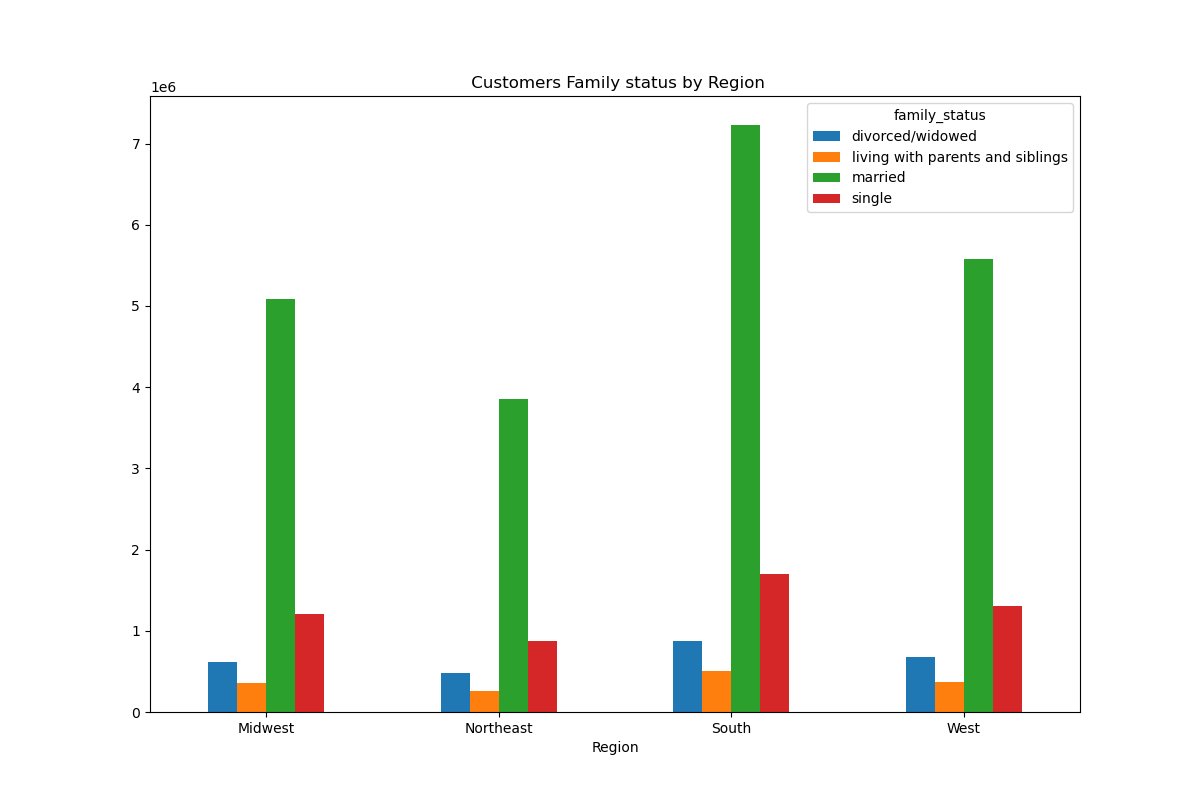 Customers Family status by Region
1e6
family_status
divorced/widowed
living with parents and siblings
married
single
7
6
5
4
3
2
1
0
Midwest Northeast South West
Region